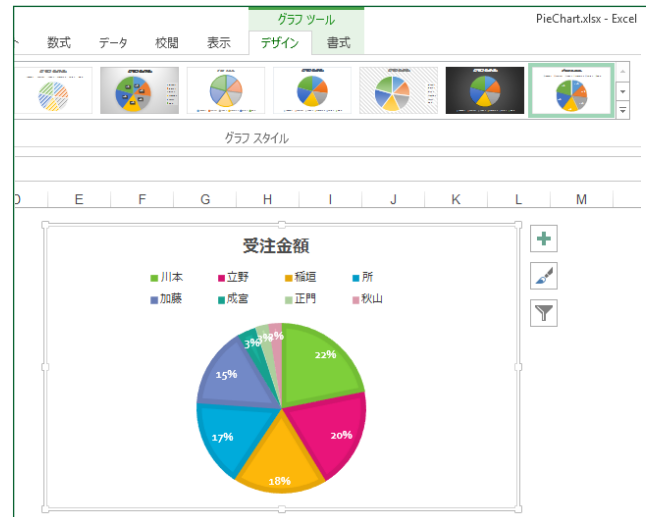 グラフ ツール
PieChart.xlsx - Excel
数式 データ 校閲 表示 デザイン 書式
グラフ スタイル
E F G H I J K L M
受注金額
川本 立野 稲垣 所
加藤 成宮 正門 秋山
3% 3% 2% 22%
15%
17% 20%
18%